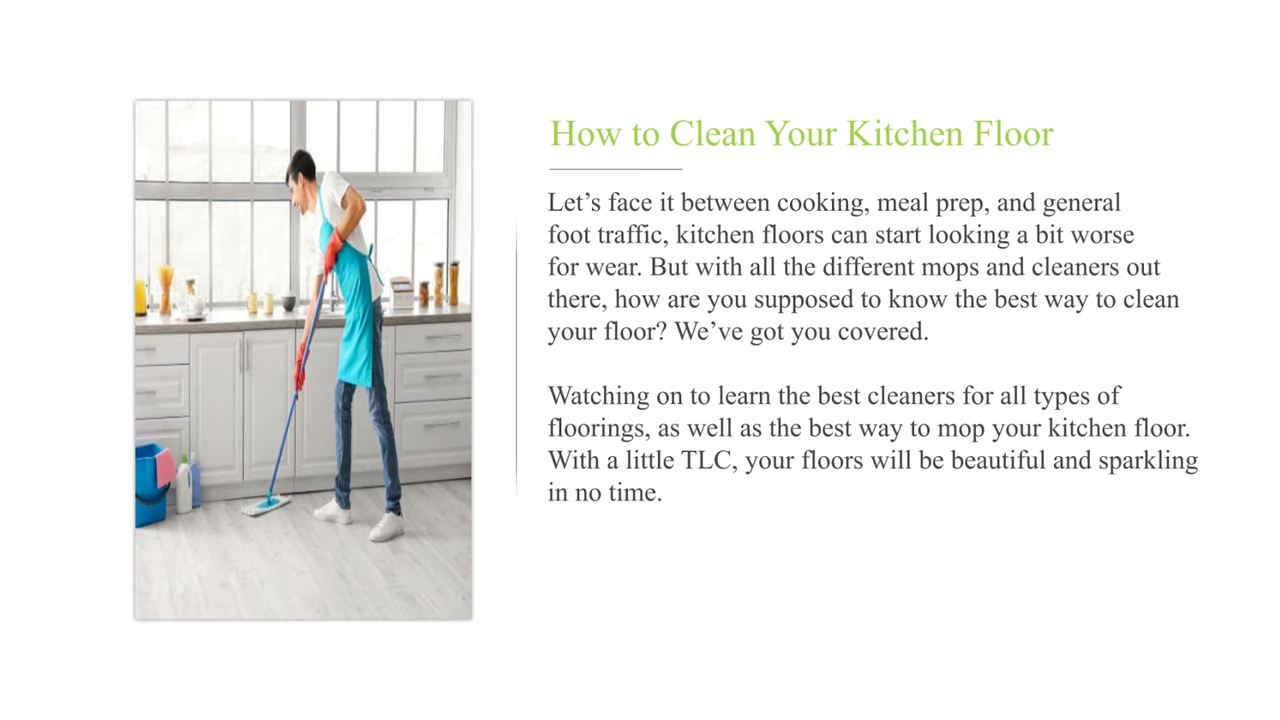 How to Clean Your Kitchen Floor
Let’s face it between cooking, meal prep, and general
foot traffic, kitchen floors can start looking a bit worse
for wear. But with all the different mops and cleaners out
there, how are you supposed to know the best way to clean
your floor? We’ve got you covered.
Watching on to learn the best cleaners for all types of
floorings, as well as the best way to mop your kitchen floor.
With a little TLC, your floors will be beautiful and sparkling
in no time.